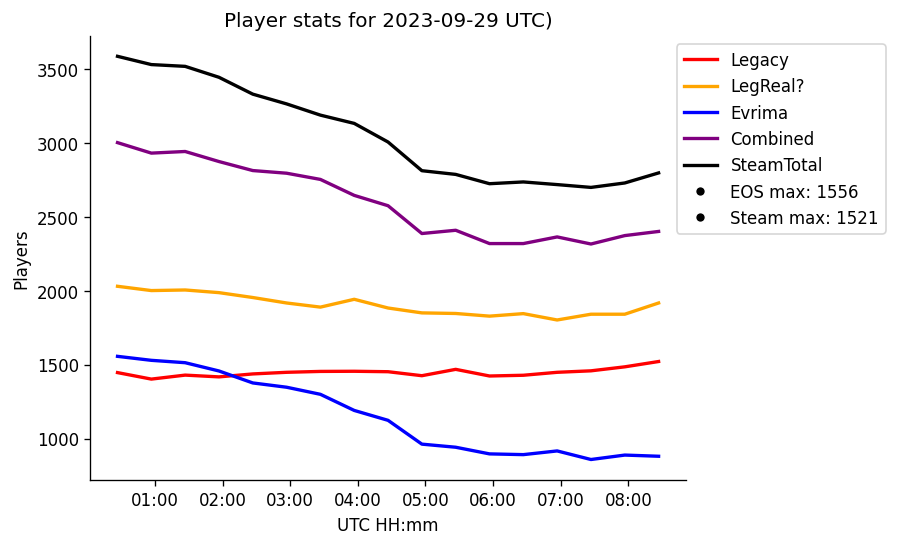 Player stats for 2023-09-29 UTC)
Legacy
LegReal?
Evrima
Combined
SteamTotal
EOS max: 1556
Steam max: 1521
Players
3500
3000
2500
2000
1500
1000
01:00 02:00 03:00 04:00 05:00 06:00 07:00 08:00
UTC HH:mm